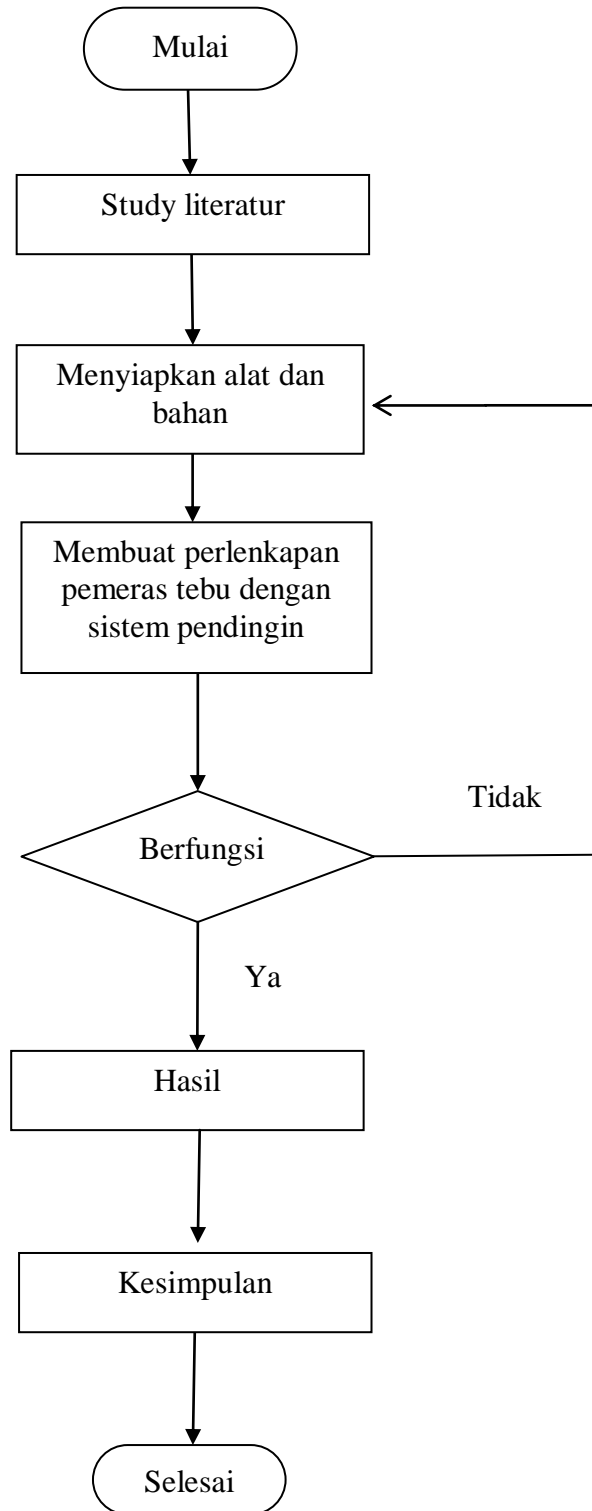 Mulai
Study literatur
Menyiapkan alat dan
bahan
Membuat perlenkapan
pemeras tebu dengan
sistem pendingin
Tidak
Berfungsi
Ya
Hasil
Kesimpulan
Selesai